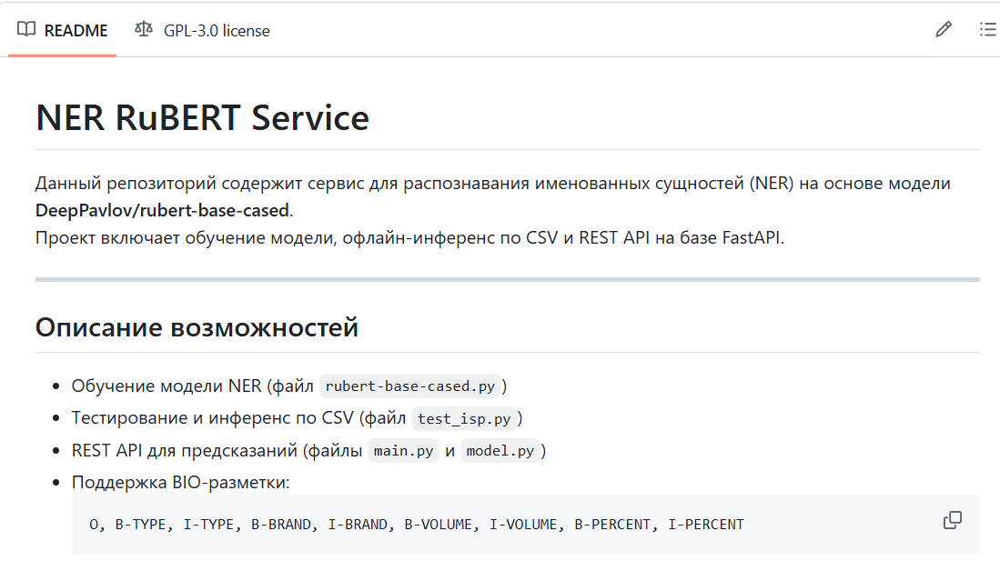 README GPL-3.0 license
NER RuBERT Service
Данный репозиторий содержит сервис для распознавания именованных сущностей (NER) на основе модели
DeepPavlov/rubert-base-cased.
Проект включает обучение модели, офлайн-инференс по CSV и REST API на базе FastAPI.
Описание возможностей
• Обучение модели NER (файл rubert-base-cased.py)
• Тестирование и инференс по CSV (файл test_isp.py)
• REST API для предсказаний (файлы main.py и model.py)
• Поддержка BIO-разметки:
O, B-TYPE, I-TYPE, B-BRAND, I-BRAND, B-VOLUME, I-VOLUME, B-PERCENT, I-PERCENT